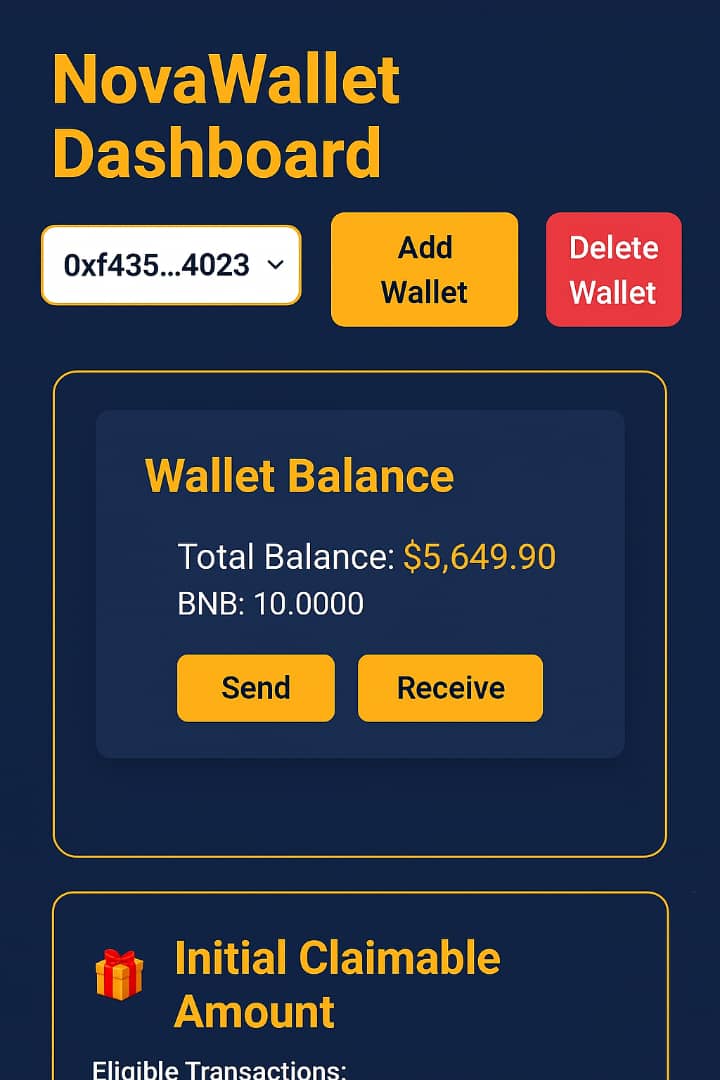 NovaWallet
Dashboard
0xf435...4023
Add
Wallet
Delete
Wallet
Wallet Balance
Total Balance: $5,649.90
BNB: 10.0000
Send
Receive
Initial Claimable
Amount
Eligible Transactions: